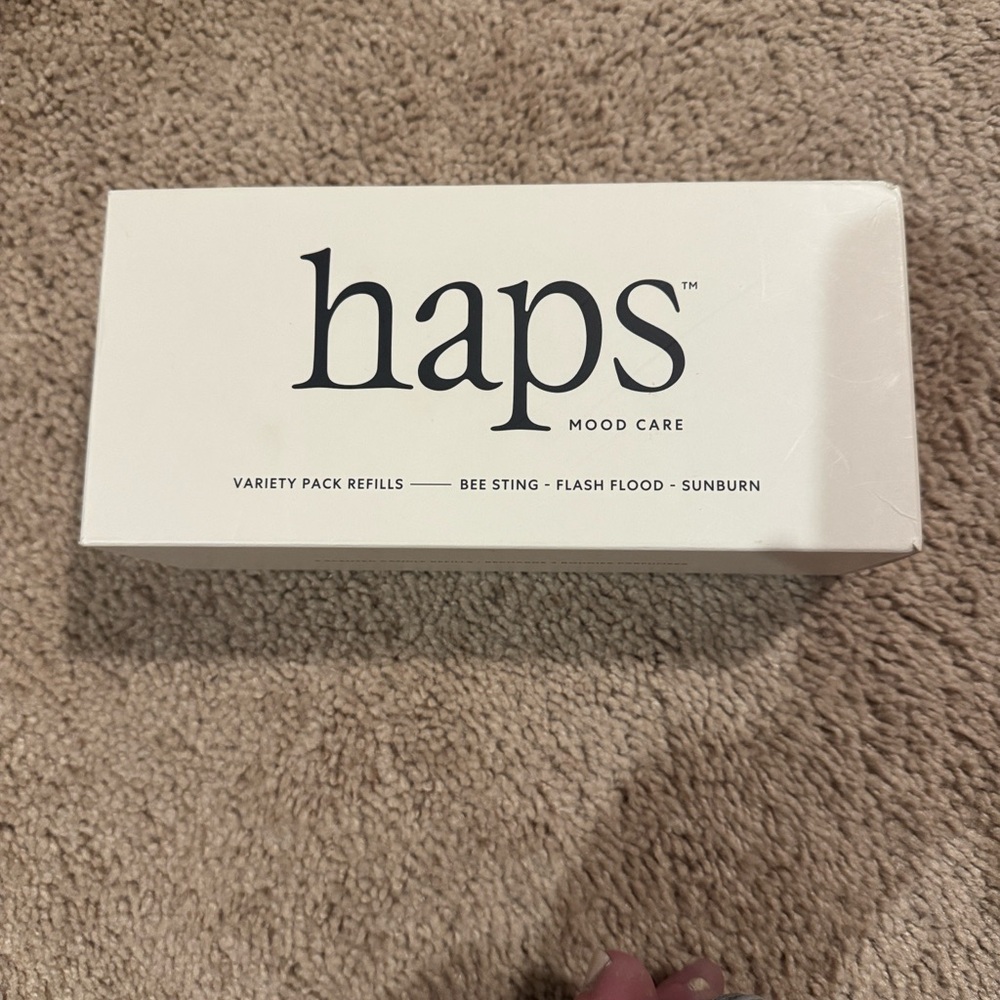 haps™
MOOD CARE
VARIETY PACK REFILLS — BEE STING - FLASH FLOOD - SUNBURN